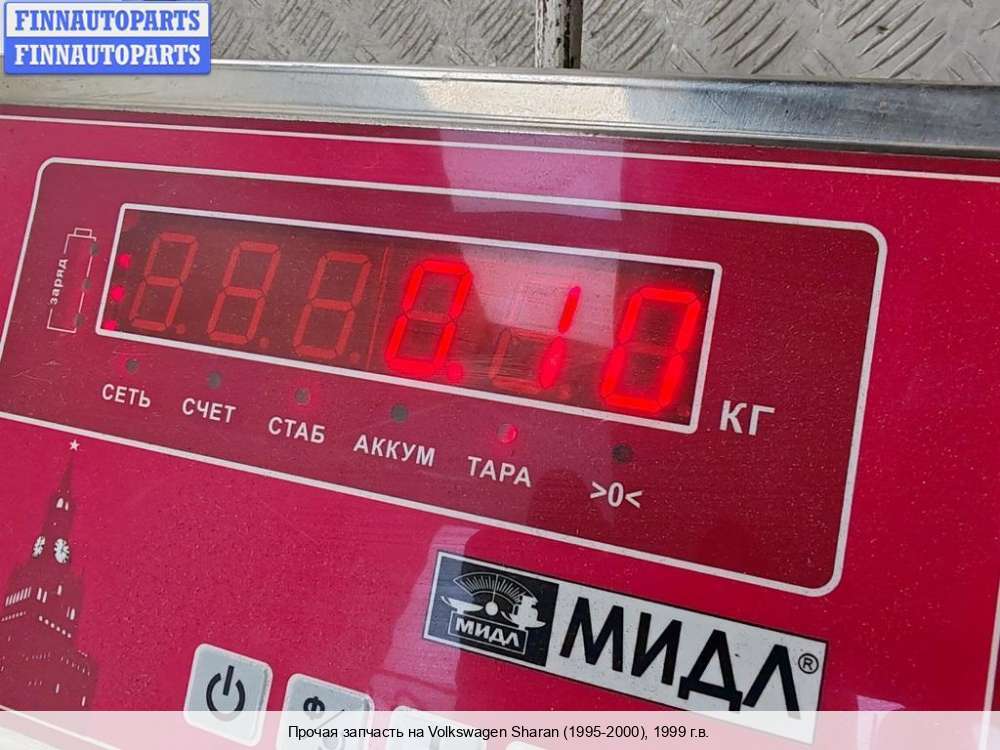 FINNAUTOPARTS
FINNAUTOPARTS
заряд
0.10
КГ
СЕТЬ СЧЕТ СТАБ АККУМ ТАРА >0<
МИДЛ МИДЛ®
Прочая запчасть на Volkswagen Sharan (1995-2000), 1999 г.в.